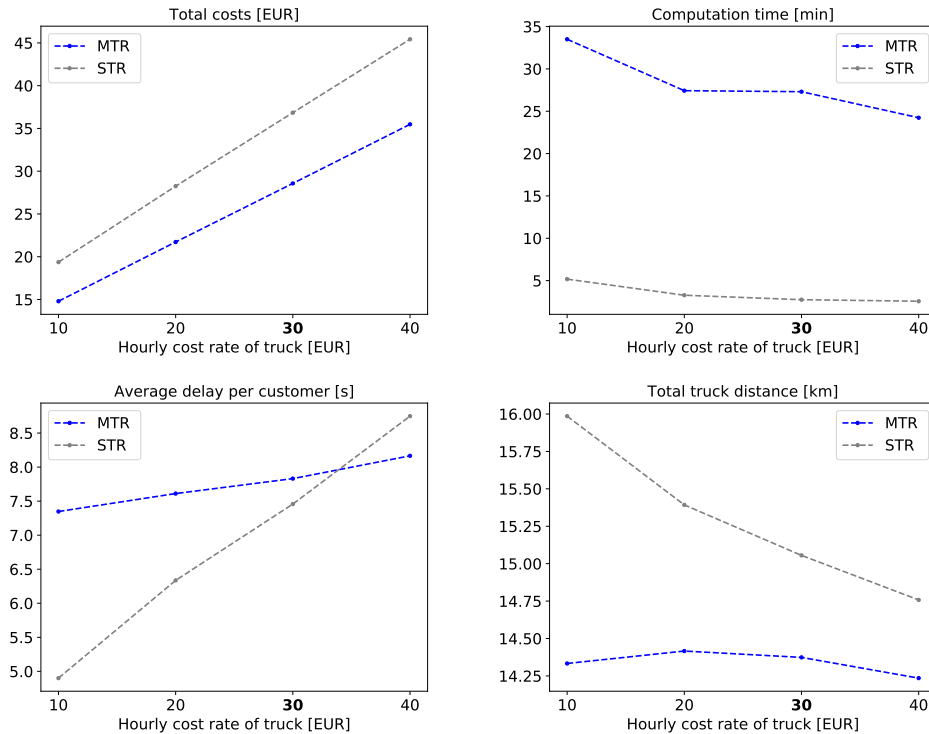 Total costs [EUR]
45
40
35
30
25
20
15
MTR
STR
10 20 30 40
Hourly cost rate of truck [EUR]
Computation time [min]
35
30
25
20
15
10
5
MTR
STR
10 20 30 40
Hourly cost rate of truck [EUR]
Average delay per customer [s]
8.5
8.0
7.5
7.0
6.5
6.0
5.5
5.0
MTR
STR
10 20 30 40
Hourly cost rate of truck [EUR]
Total truck distance [km]
16.00
15.75
15.50
15.25
15.00
14.75
14.50
14.25
MTR
STR
10 20 30 40
Hourly cost rate of truck [EUR]